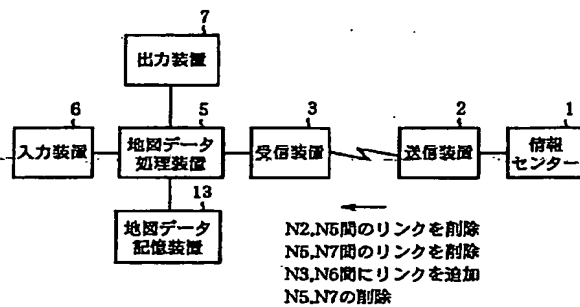 7
出力装置
6
入力装置
5
地図データ
処理装置
3
受信装置
2
送信装置
1
情報
センター
13
地図データ
記憶装置
N2,N5間のリンクを削除
N5,N7間のリンクを削除
N3,N6間にリンクを追加
N5,N7の削除